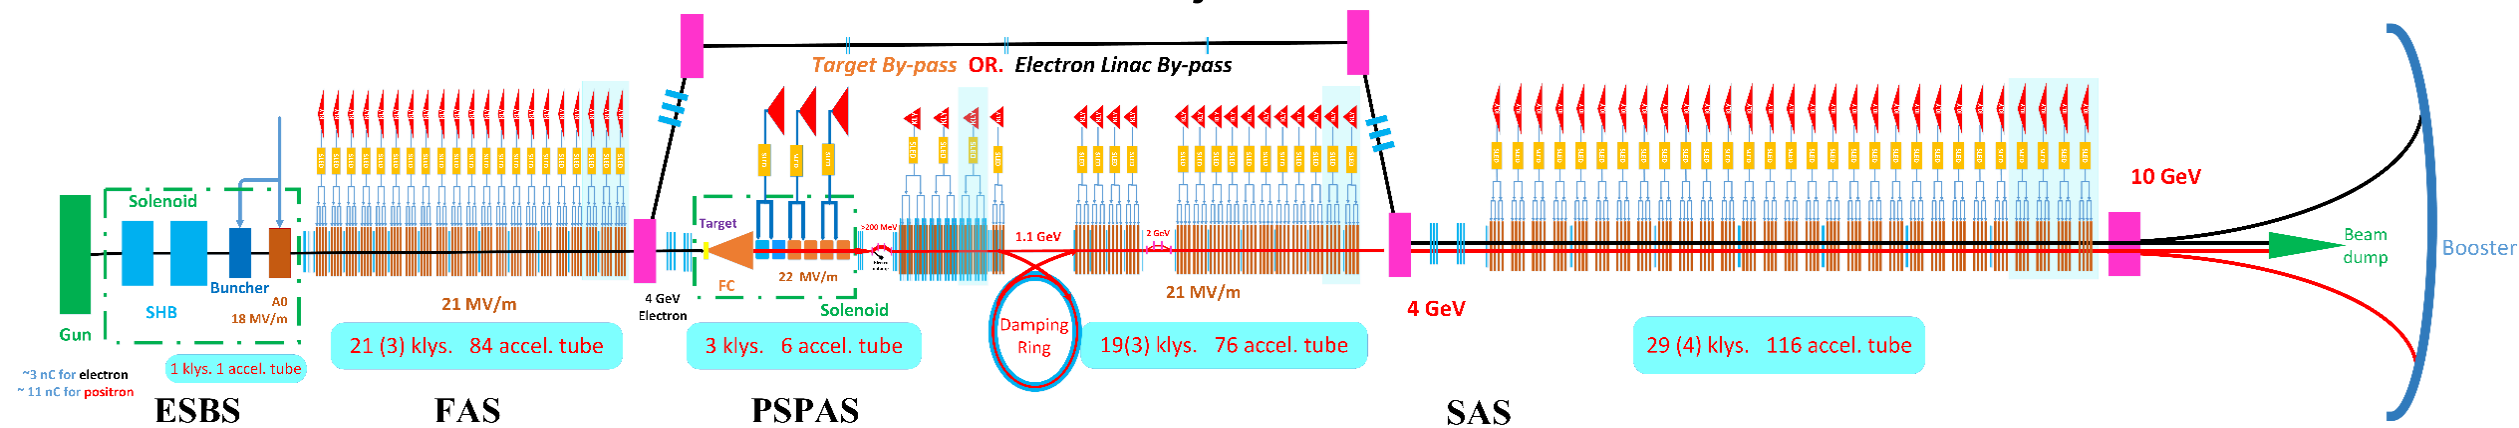 Target By-pass OR. Electron Linac By-pass
Solenoid
SHB
Buncher
A0
18 MV/m
Gun
1 klys. 1 accel. tube
~3 nC for electron
~ 11 nC for positron
ESBS
SLED
21 MV/m
21 (3) klys. 84 accel. tube
FAS
4 GeV
Electron
Target
FC
22 MV/m
Solenoid
3 klys. 6 accel. tube
PSPAS
>200 MeV
1.1 GeV
Damping
Ring
2 GeV
21 MV/m
19(3) klys. 76 accel. tube
4 GeV
29 (4) klys. 116 accel. tube
SAS
10 GeV
Beam
dump
Booster